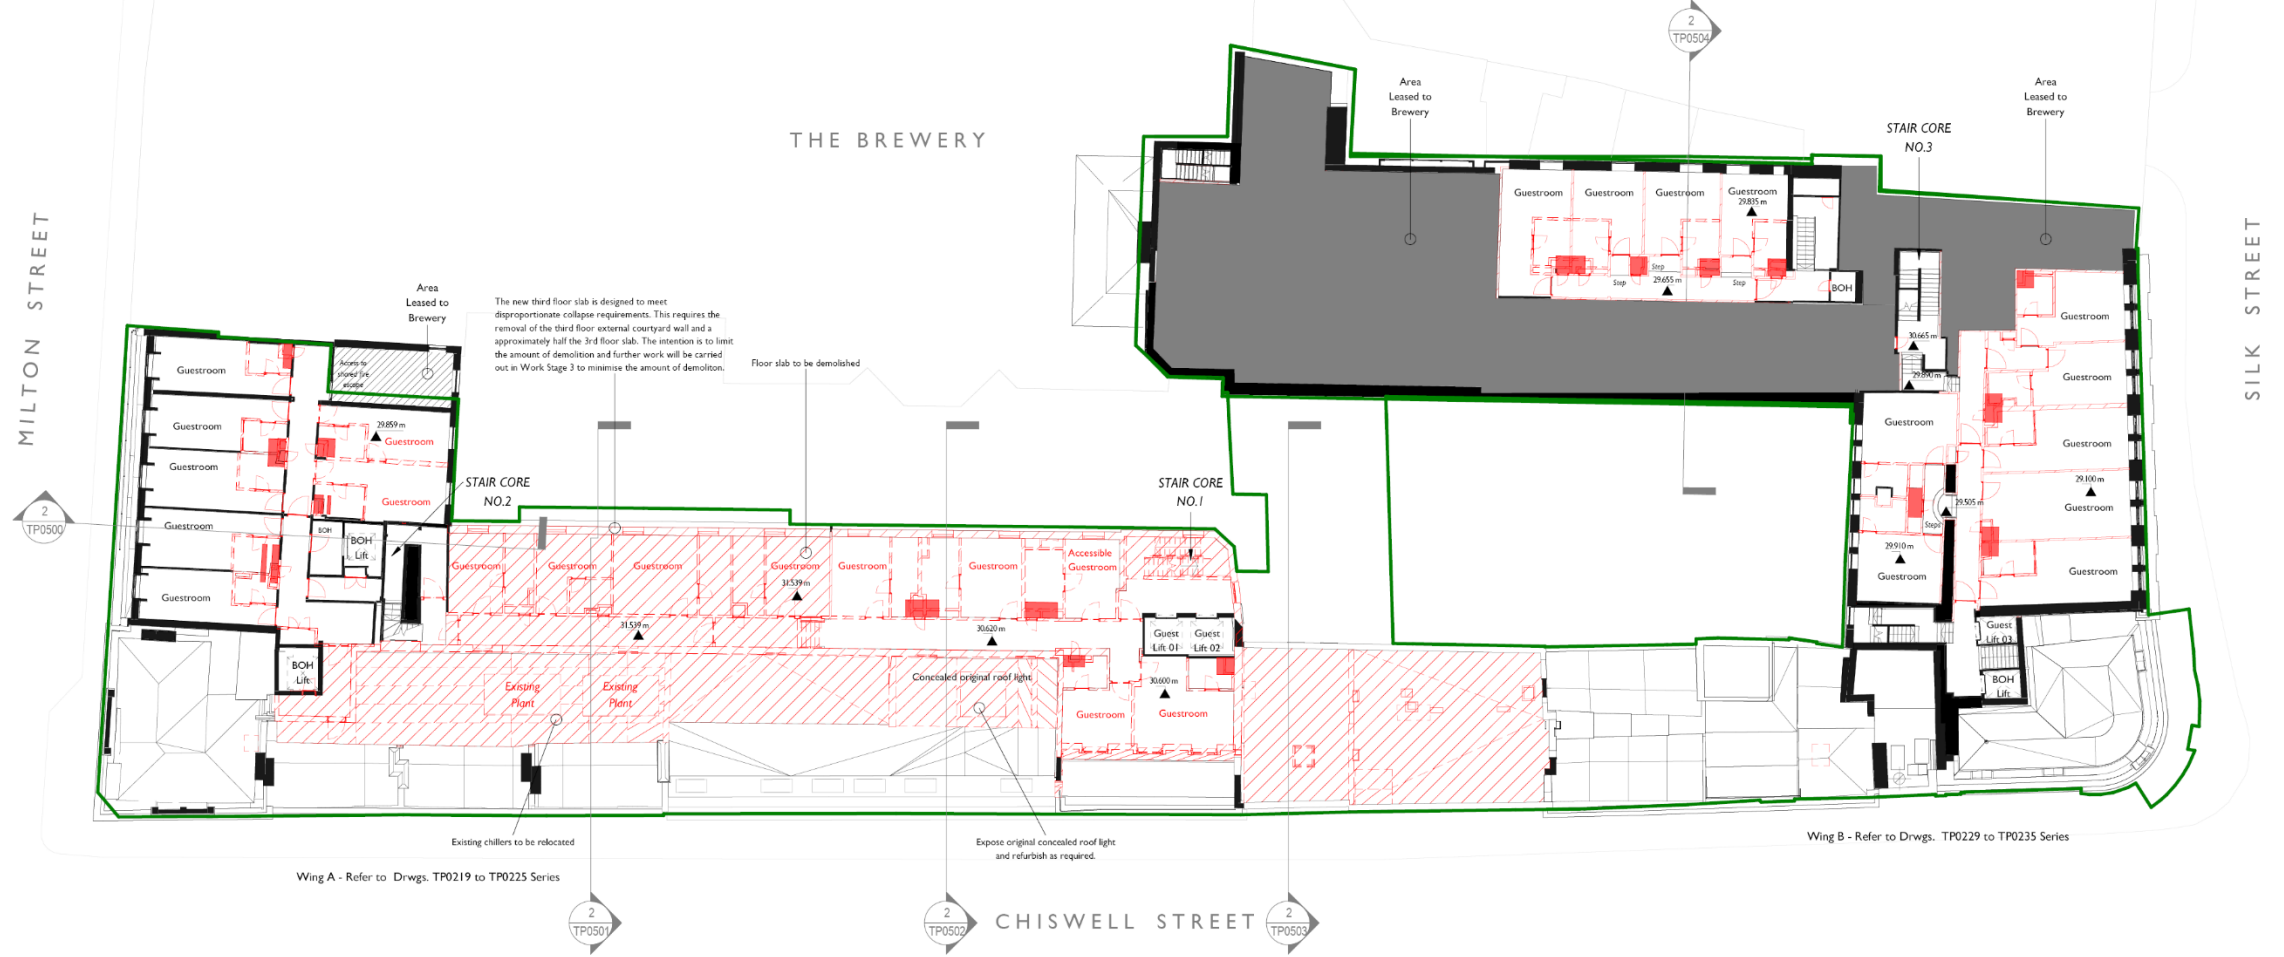 2
TP0504
Area
Leased to
Brewery
Area
Leased to
Brewery
STAIR CORE
NO.3
THE BREWERY
MILTON STREET
SILK STREET
Guestroom
Guestroom
Guestroom
Guestroom
29.835 m
Step
Step
Step
29.655 m
BOH
30.665 m
29.890 m
Guestroom
Guestroom
Guestroom
Guestroom
Guestroom
Guestroom
29.100 m
29.505 m
Steps
29.910 m
Guestroom
Guest
Lift 03
BOH
Lift
Area
Leased to
Brewery
The new third floor slab is designed to meet
disproportionate collapse requirements. This requires the
removal of the third floor external courtyard wall and a
approximately half the 3rd floor slab. The intention is to limit
the amount of demolition and further work will be carried
out in Work Stage 3 to minimise the amount of demoliton.
Floor slab to be demolished
Access to
shared fire
escape
Guestroom
Guestroom
Guestroom
Guestroom
Guestroom
29.859 m
Guestroom
Guestroom
STAIR CORE
NO.2
STAIR CORE
NO.1
2
TP0500
BOH
BOH
Lift
BOH
Lift
Guestroom
Guestroom
Guestroom
Guestroom
31.539 m
Guestroom
Guestroom
Accessible
Guestroom
31.539 m
30.620 m
Guest
Lift 01
Guest
Lift 02
Existing
Plant
Existing
Plant
Concealed original roof light
30.600 m
Guestroom
Guestroom
Existing chillers to be relocated
Expose original concealed roof light
and refurbish as required.
Wing A - Refer to Drwgs. TP0219 to TP0225 Series
Wing B - Refer to Drwgs. TP0229 to TP0235 Series
2
TP0501
2
TP0502
CHISWELL STREET
2
TP0503